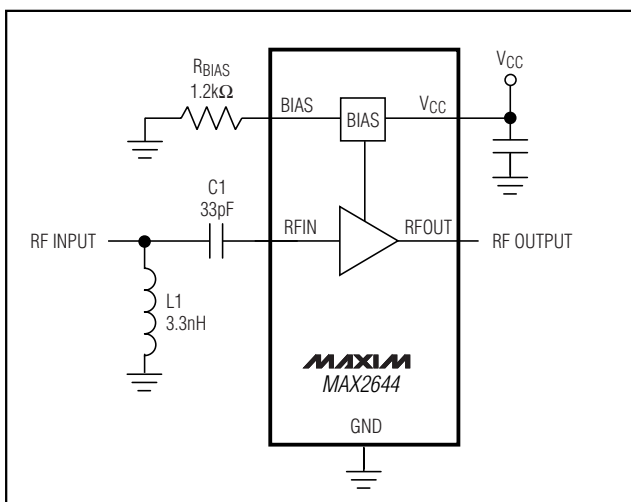 VCC
RBIAS
1.2kΩ
BIAS
BIAS
VCC
C1
33pF
RF INPUT
RFIN
RFOUT
RF OUTPUT
L1
3.3nH
MAXIM
MAX2644
GND